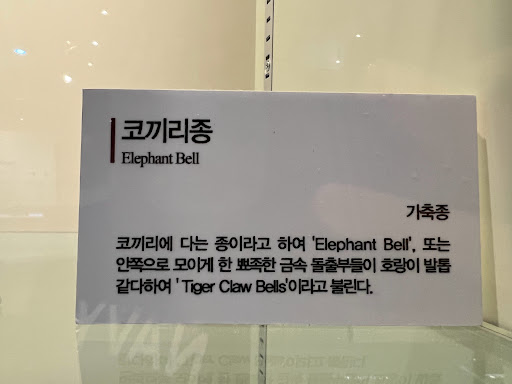 코끼리종
Elephant Bell
가축종
코끼리에 다는 종이라고 하여 'Elephant Bell', 또는
안쪽으로 모이게 한 뾰족한 금속 돌출부들이 호랑이 발톱
같다하여 ' Tiger Claw Bells'이라고 불린다.